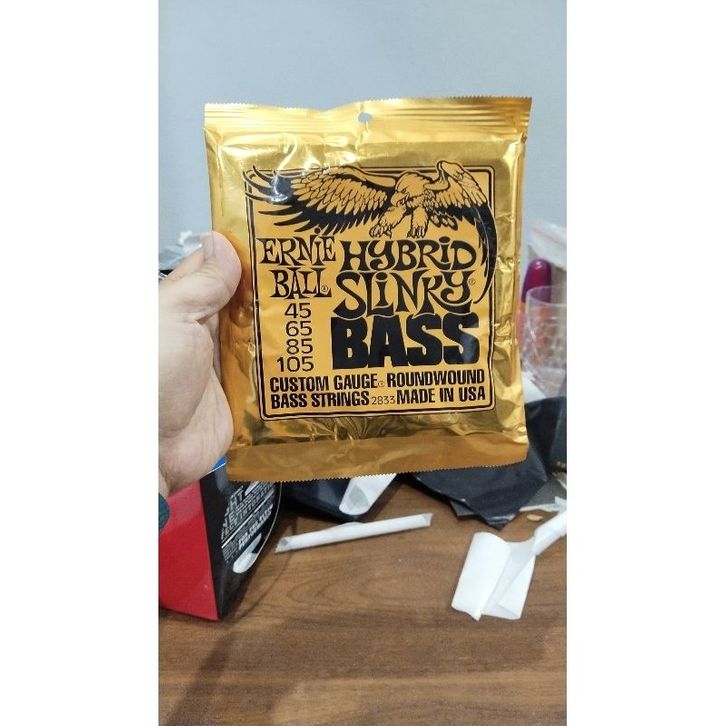 ERNIE
BALL®
HYBRID
SLINKY®
BASS
45
65
85
105
CUSTOM GAUGE® ROUNDWOUND
BASS STRINGS 2833 MADE IN USA